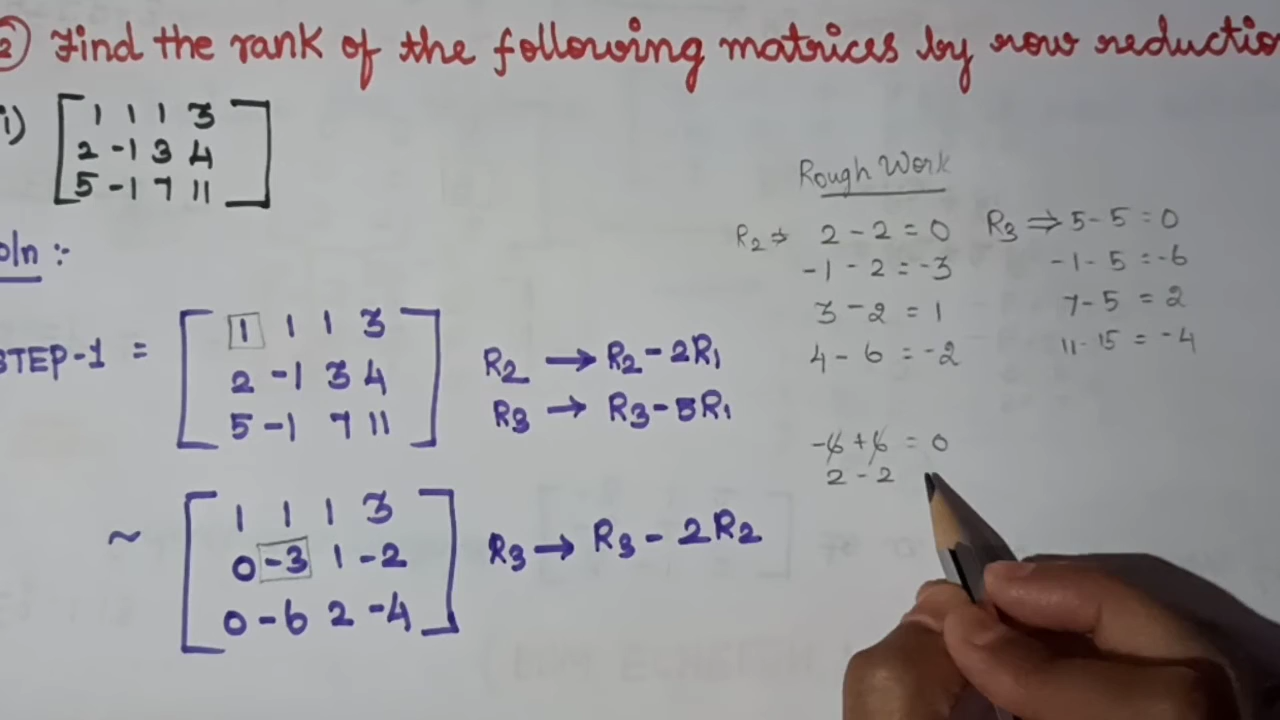 2) Find the rank of the following matrices by row reductio
i) [ 1 1 1 3
2 -1 3 4
5 -1 7 11 ]
oln :-
STEP-1 = [ 1 1 1 3
2 -1 3 4
5 -1 7 11 ]
R2 → R2 - 2R1
R3 → R3 - 5R1
~ [ 1 1 1 3
0 -3 1 -2
0 -6 2 -4 ]
R3 → R3 - 2R2
Rough Work
R2 ⇒ 2 - 2 = 0
-1 - 2 = -3
3 - 2 = 1
4 - 6 = -2
R3 ⇒ 5 - 5 = 0
-1 - 5 = -6
7 - 5 = 2
11 - 15 = -4
-6 + 6 = 0
2 - 2